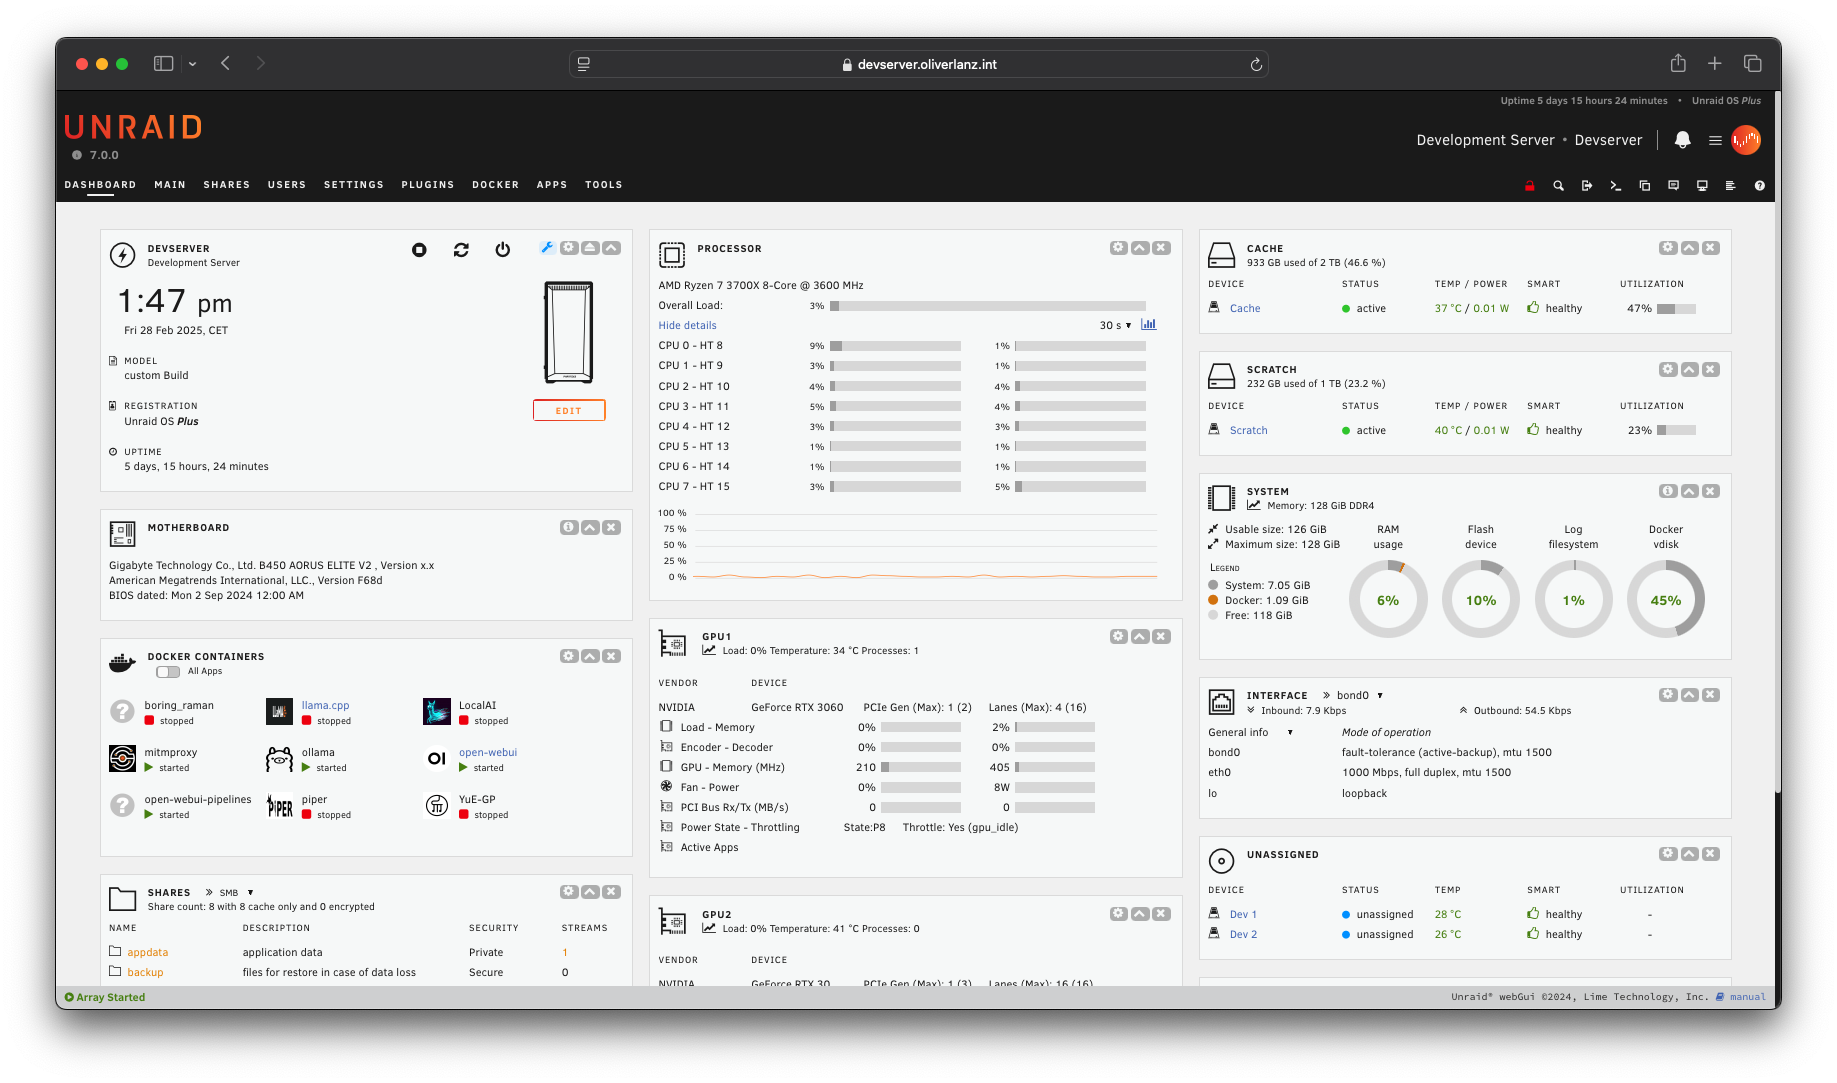 devserver.oliverlanz.int
Uptime 5 days 15 hours 24 minutes • Unraid OS Plus
UNRAID
7.0.0
Development Server • Devserver
DASHBOARD MAIN SHARES USERS SETTINGS PLUGINS DOCKER APPS TOOLS
DEVSERVER
Development Server
1:47 pm
Fri 28 Feb 2025, CET
MODEL
custom Build
REGISTRATION
Unraid OS Plus
EDIT
UPTIME
5 days, 15 hours, 24 minutes
MOTHERBOARD
Gigabyte Technology Co., Ltd. B450 AORUS ELITE V2 , Version x.x
American Megatrends International, LLC., Version F68d
BIOS dated: Mon 2 Sep 2024 12:00 AM
DOCKER CONTAINERS
All Apps
boring_raman llama.cpp LocalAI
stopped stopped stopped
mitmproxy ollama open-webui
started started started
open-webui-pipelines piper YuE-GP
started stopped stopped
PIPER
SHARES SMB
Share count: 8 with 8 cache only and 0 encrypted
NAME DESCRIPTION SECURITY STREAMS
appdata application data Private 1
backup files for restore in case of data loss Secure 0
PROCESSOR
AMD Ryzen 7 3700X 8-Core @ 3600 MHz
Overall Load: 3%
Hide details 30 s
CPU 0 - HT 8 9% 1%
CPU 1 - HT 9 3% 1%
CPU 2 - HT 10 4% 4%
CPU 3 - HT 11 5% 4%
CPU 4 - HT 12 3% 3%
CPU 5 - HT 13 1% 1%
CPU 6 - HT 14 1% 1%
CPU 7 - HT 15 3% 5%
100 %
75 %
50 %
25 %
0 %
GPU1
Load: 0% Temperature: 34 °C Processes: 1
VENDOR DEVICE
NVIDIA GeForce RTX 3060 PCIe Gen (Max): 1 (2) Lanes (Max): 4 (16)
Load - Memory 0% 2%
Encoder - Decoder 0% 0%
GPU - Memory (MHz) 210 405
Fan - Power 0% 8W
PCI Bus Rx/Tx (MB/s) 0 0
Power State - Throttling State:P8 Throttle: Yes (gpu_idle)
Active Apps
GPU2
Load: 0% Temperature: 41 °C Processes: 0
VENDOR DEVICE
NVIDIA GeForce RTX 30 PCIe Gen (Max): 1 (3) Lanes (Max): 16 (16)
CACHE
933 GB used of 2 TB (46.6 %)
DEVICE STATUS TEMP / POWER SMART UTILIZATION
Cache active 37 °C / 0.01 W healthy 47%
SCRATCH
232 GB used of 1 TB (23.2 %)
DEVICE STATUS TEMP / POWER SMART UTILIZATION
Scratch active 40 °C / 0.01 W healthy 23%
SYSTEM
Memory: 128 GiB DDR4
Usable size: 126 GiB
Maximum size: 128 GiB
RAM usage
Flash device
Log filesystem
Docker vdisk
LEGEND
System: 7.05 GiB
Docker: 1.09 GiB
Free: 118 GiB
6% 10% 1% 45%
INTERFACE bond0
Inbound: 7.9 Kbps Outbound: 54.5 Kbps
General info Mode of operation
bond0 fault-tolerance (active-backup), mtu 1500
eth0 1000 Mbps, full duplex, mtu 1500
lo loopback
UNASSIGNED
DEVICE STATUS TEMP SMART UTILIZATION
Dev 1 unassigned 28 °C healthy -
Dev 2 unassigned 26 °C healthy -
Array Started
Unraid® webGui ©2024, Lime Technology, Inc. manual